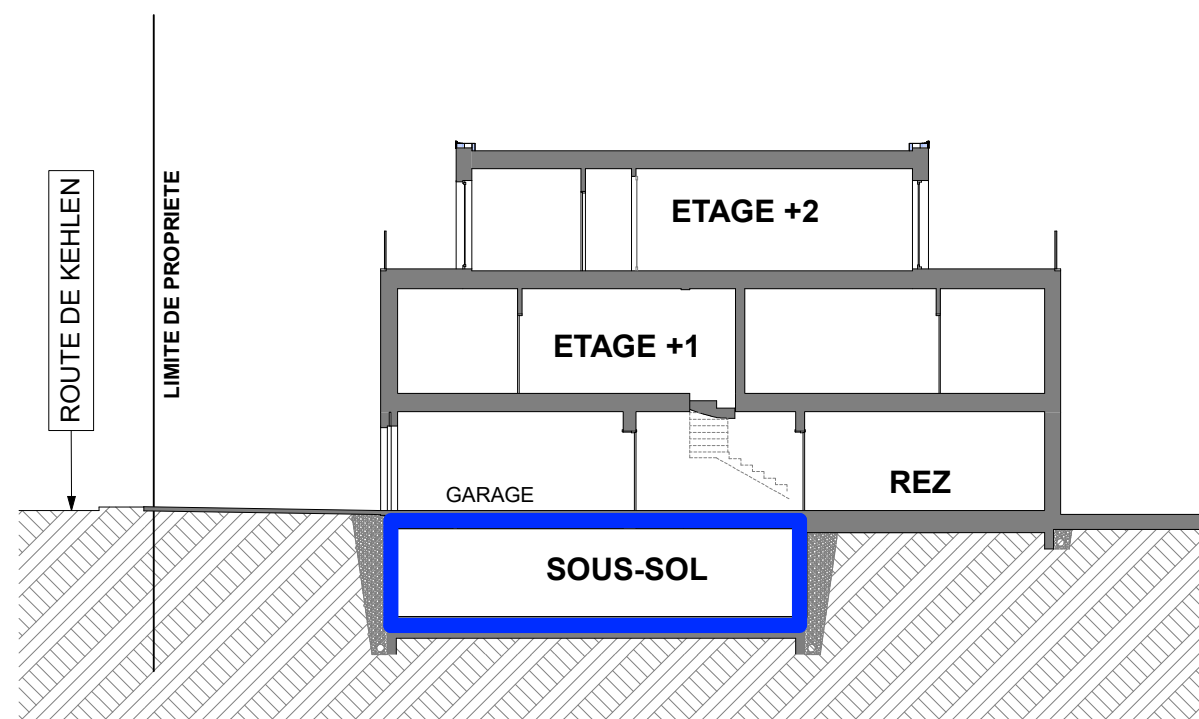 ROUTE DE KEHLEN
LIMITE DE PROPRIETE
ETAGE +2
ETAGE +1
GARAGE
REZ
SOUS-SOL